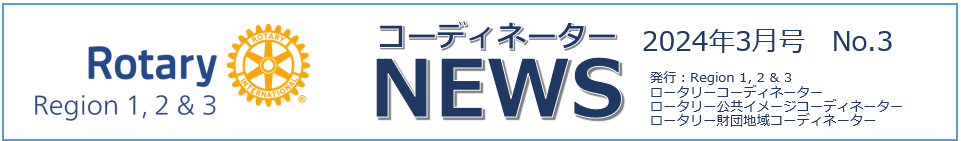 Rotary
ROTARY
INTERNATIONAL
Region 1, 2 & 3
コーディネーター
NEWS
2024年3月号 No.3
発行：Region 1, 2 & 3
ロータリーコーディネーター
ロータリー公共イメージコーディネーター
ロータリー財団地域コーディネーター